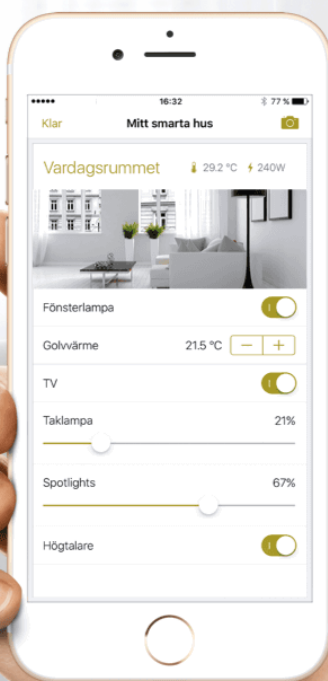 16:32 77 %
Klar Mitt smarta hus
Vardagsrummet 29.2 °C 240W
Fönsterlampa
Golvvärme 21.5 °C − +
TV
Taklampa 21%
Spotlights 67%
Högtalare